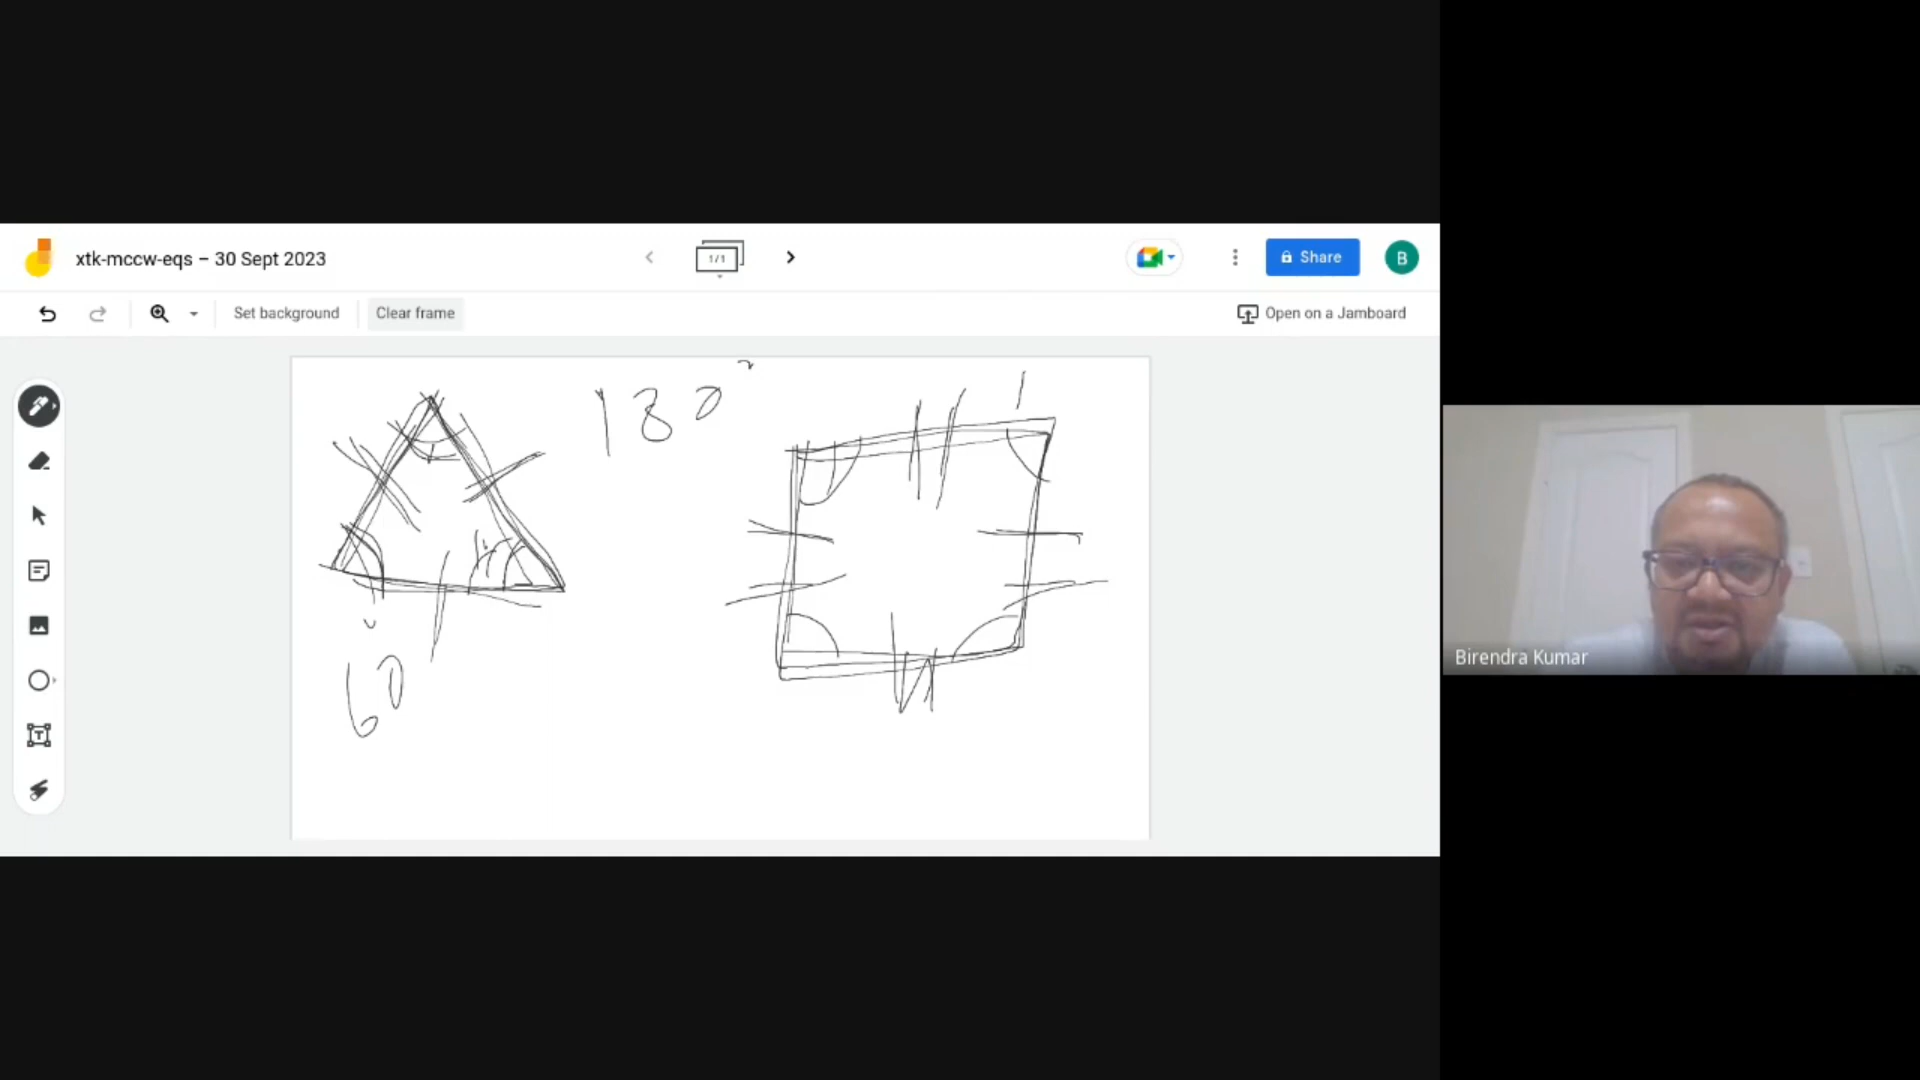 xtk-mccw-eqs – 30 Sept 2023
1/1
Share
B
Set background
Clear frame
Open on a Jamboard
180
60
T
Birendra Kumar